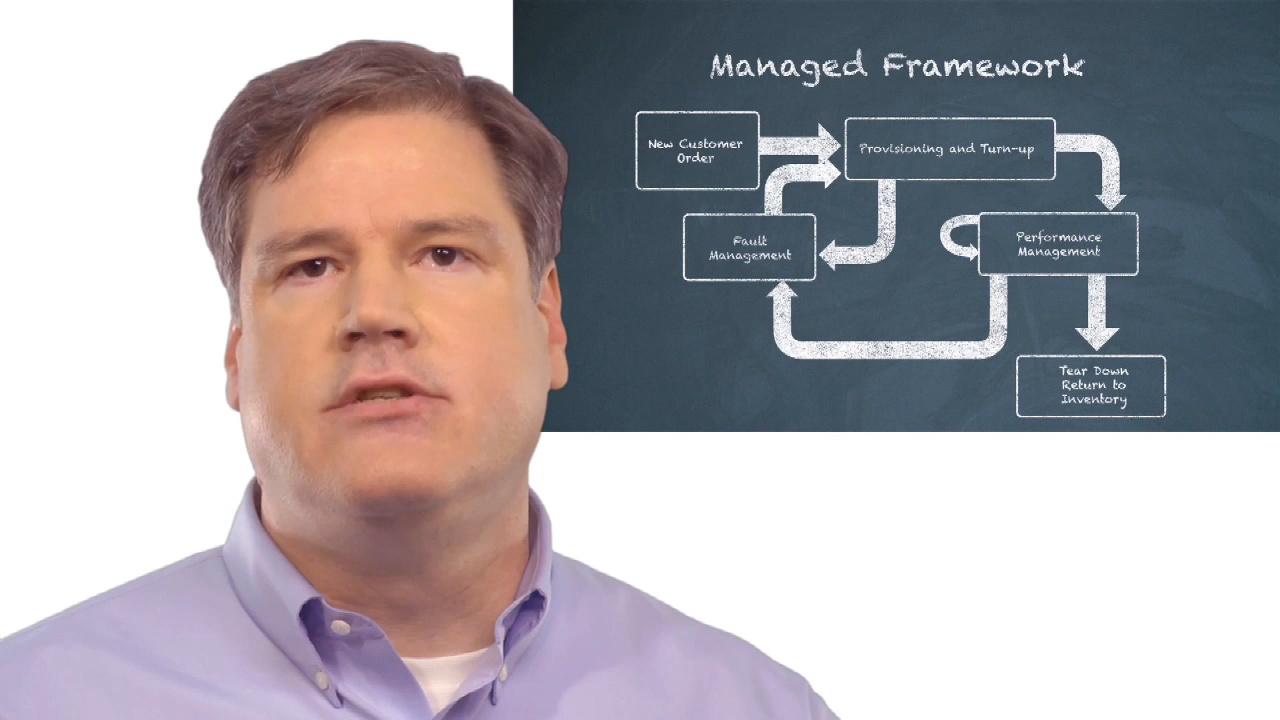 Managed Framework
New Customer
Order
Provisioning and Turn-up
Fault
Management
Performance
Management
Tear Down
Return to
Inventory